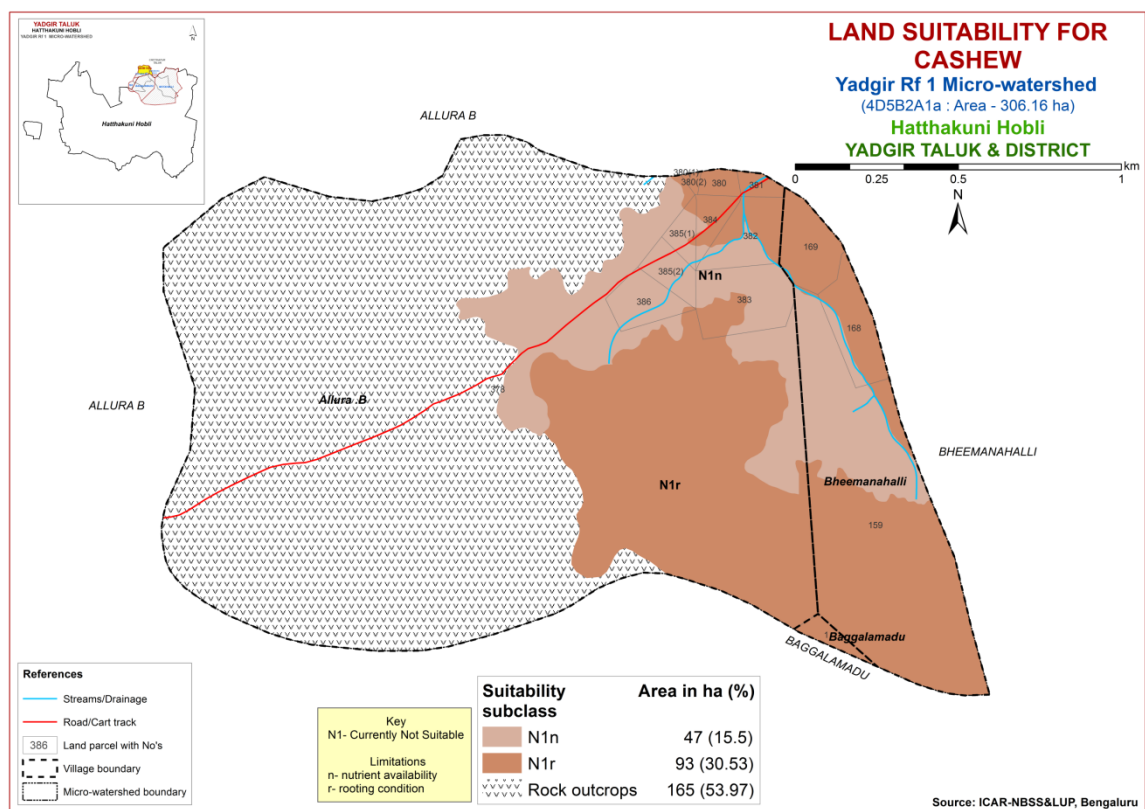 YADGIR TALUK
HATTHAKUNI HOBLI
YADGIR Rf 1 MICRO-WATERSHED
N
Hatthakuni Hobli
LAND SUITABILITY FOR
CASHEW
Yadgir Rf 1 Micro-watershed
(4D5B2A1a : Area - 306.16 ha)
Hatthakuni Hobli
YADGIR TALUK & DISTRICT
km
0 0.25 0.5 1
N
ALLURA B
380(1)
380(2) 380 381
384
385(1) 382
169
385(2)
N1n
386 383
168
378
Allura .B
ALLURA B
BHEEMANAHALLI
N1r
Bheemanahalli
159
Baggalamadu
BAGGALAMADU
References
Streams/Drainage
Road/Cart track
386 Land parcel with No's
Village boundary
Micro-watershed boundary
Key
N1- Currently Not Suitable
Limitations
n- nutrient availability
r- rooting condition
Suitability subclass Area in ha (%)
N1n 47 (15.5)
N1r 93 (30.53)
Rock outcrops 165 (53.97)
Source: ICAR-NBSS&LUP, Bengaluru